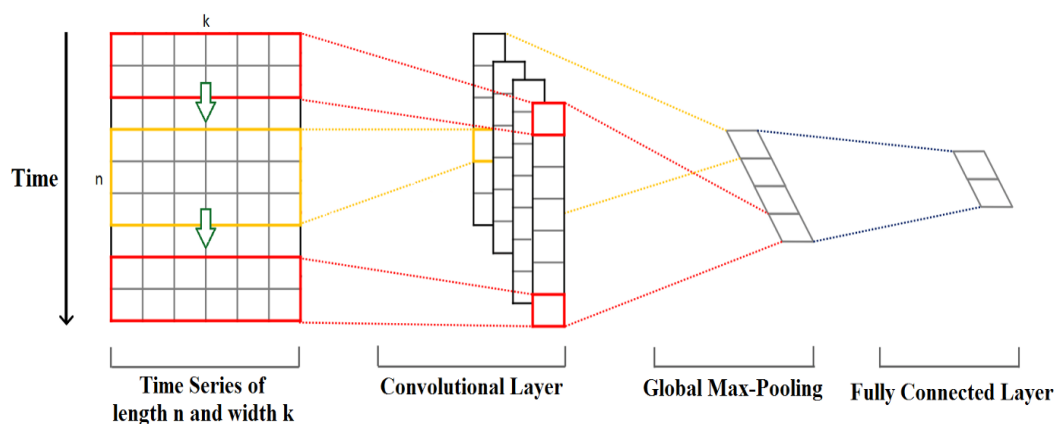 k
Time
n
Time Series of
length n and width k
Convolutional Layer
Global Max-Pooling
Fully Connected Layer